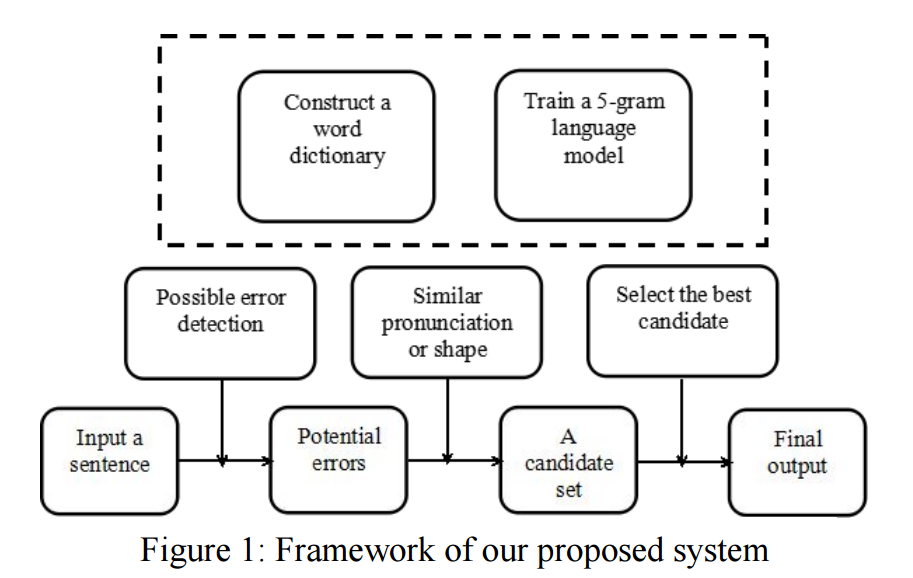 Construct a
word
dictionary
Train a 5-gram
language
model
Possible error
detection
Similar
pronunciation
or shape
Select the best
candidate
Input a
sentence
Potential
errors
A
candidate
set
Final
output
Figure 1: Framework of our proposed system